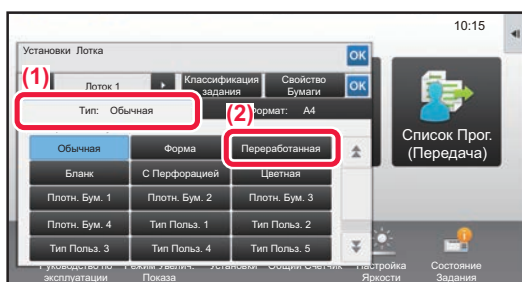 10:15
Установки Лотка
OK
(1)
Лоток 1
Классификация
задания
Свойство
Бумаги
OK
Тип: Обычная
(2)
Формат: A4
Обычная
Форма
Переработанная
Бланк
С Перфорацией
Цветная
Плотн. Бум. 1
Плотн. Бум. 2
Плотн. Бум. 3
Плотн. Бум. 4
Тип Польз. 1
Тип Польз. 2
Тип Польз. 3
Тип Польз. 4
Тип Польз. 5
Список Прог.
(Передача)
Руководство по
эксплуатации
Режим Увелич.
Показа
Установки
Общий Счетчик
Настройка
Яркости
Состояние
Задания